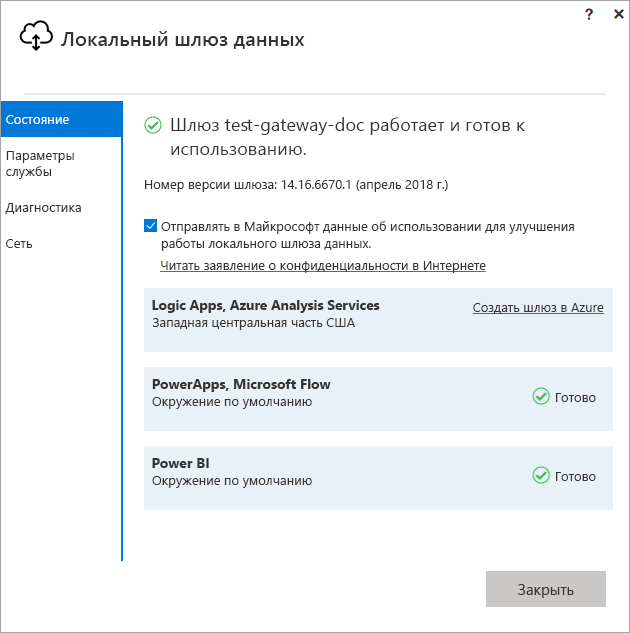 ?
Локальный шлюз данных
Состояние
Параметры
службы
Диагностика
Сеть
Шлюз test-gateway-doc работает и готов к
использованию.
Номер версии шлюза: 14.16.6670.1 (апрель 2018 г.)
Отправлять в Майкрософт данные об использовании для улучшения
работы локального шлюза данных.
Читать заявление о конфиденциальности в Интернете
Logic Apps, Azure Analysis Services
Создать шлюз в Azure
Западная центральная часть США
PowerApps, Microsoft Flow
Окружение по умолчанию
Готово
Power BI
Окружение по умолчанию
Готово
Закрыть